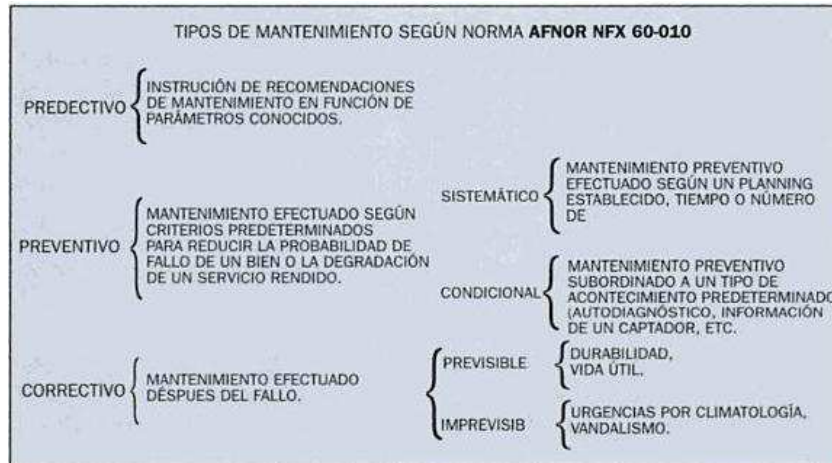 TIPOS DE MANTENIMIENTO SEGÚN NORMA AFNOR NFX 60-010
PREDECTIVO
INSTRUCIÓN DE RECOMENDACIONES
DE MANTENIMIENTO EN FUNCIÓN DE
PARÁMETROS CONOCIDOS.
PREVENTIVO
MANTENIMIENTO EFECTUADO SEGÚN
CRITERIOS PREDETERMINADOS
PARA REDUCIR LA PROBABILIDAD DE
FALLO DE UN BIEN O LA DEGRADACIÓN
DE UN SERVICIO RENDIDO.
SISTEMÁTICO
MANTENIMIENTO PREVENTIVO
EFECTUADO SEGÚN UN PLANNING
ESTABLECIDO, TIEMPO O NÚMERO
DE
CONDICIONAL
MANTENIMIENTO PREVENTIVO
SUBORDINADO A UN TIPO DE
ACONTECIMIENTO PREDETERMINADO
(AUTODIAGNÓSTICO, INFORMACIÓN
DE UN CAPTADOR, ETC.
CORRECTIVO
MANTENIMIENTO EFECTUADO
DÉSPUES DEL FALLO.
PREVISIBLE
DURABILIDAD,
VIDA ÚTIL.
IMPREVISIB
URGENCIAS POR CLIMATOLOGÍA,
VANDALISMO.